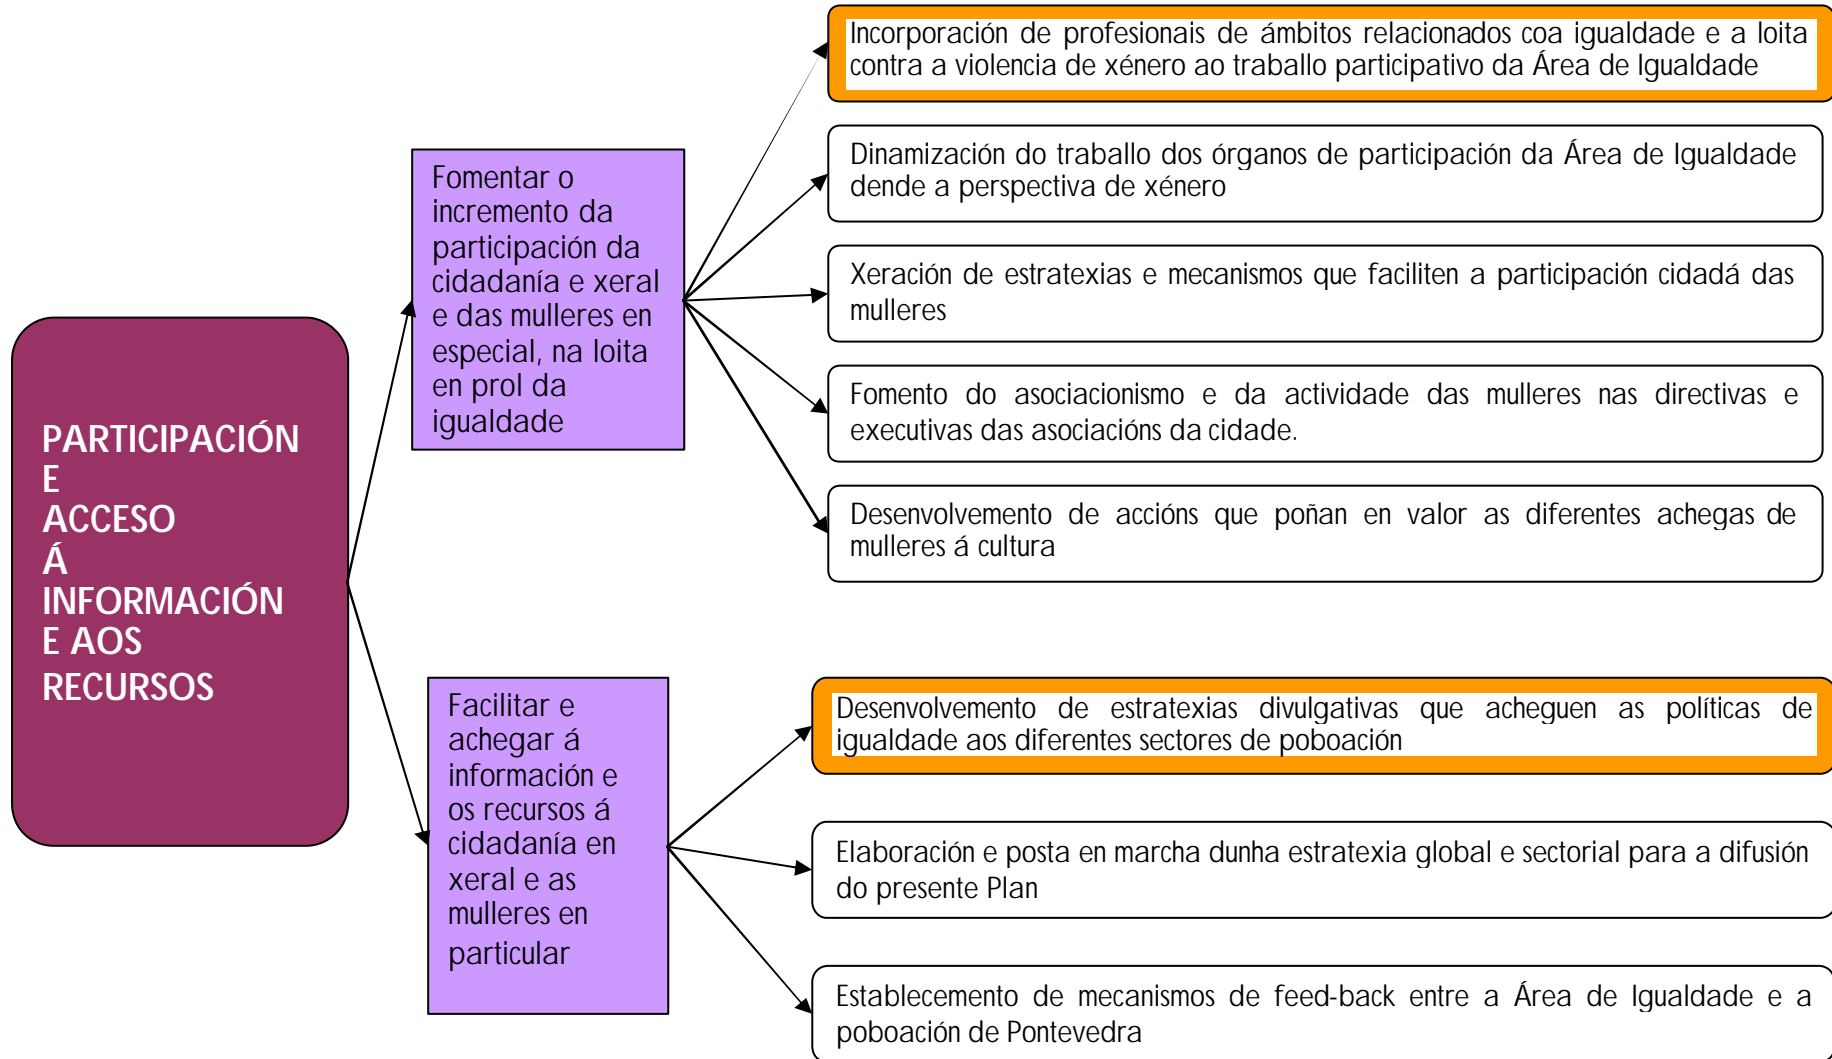 PARTICIPACIÓN
E
ACCESO
Á
INFORMACIÓN
E AOS
RECURSOS
Fomentar o
incremento da
participación da
cidadanía e xeral
e das mulleres en
especial, na loita
en prol da
igualdade
Incorporación de profesionais de ámbitos relacionados coa igualdade e a loita
contra a violencia de xénero ao traballo participativo da Área de Igualdade
Dinamización do traballo dos órganos de participación da Área de Igualdade
dende a perspectiva de xénero
Xeración de estratexias e mecanismos que faciliten a participación cidadá das
mulleres
Fomento do asociacionismo e da actividade das mulleres nas directivas e
executivas das asociacións da cidade.
Desenvolvemento de accións que poñan en valor as diferentes achegas de
mulleres á cultura
Facilitar e
achegar á
información e
os recursos á
cidadanía en
xeral e as
mulleres en
particular
Desenvolvemento de estratexias divulgativas que acheguen as políticas de
igualdade aos diferentes sectores de poboación
Elaboración e posta en marcha dunha estratexia global e sectorial para a difusión
do presente Plan
Establecemento de mecanismos de feed-back entre a Área de Igualdade e a
poboación de Pontevedra